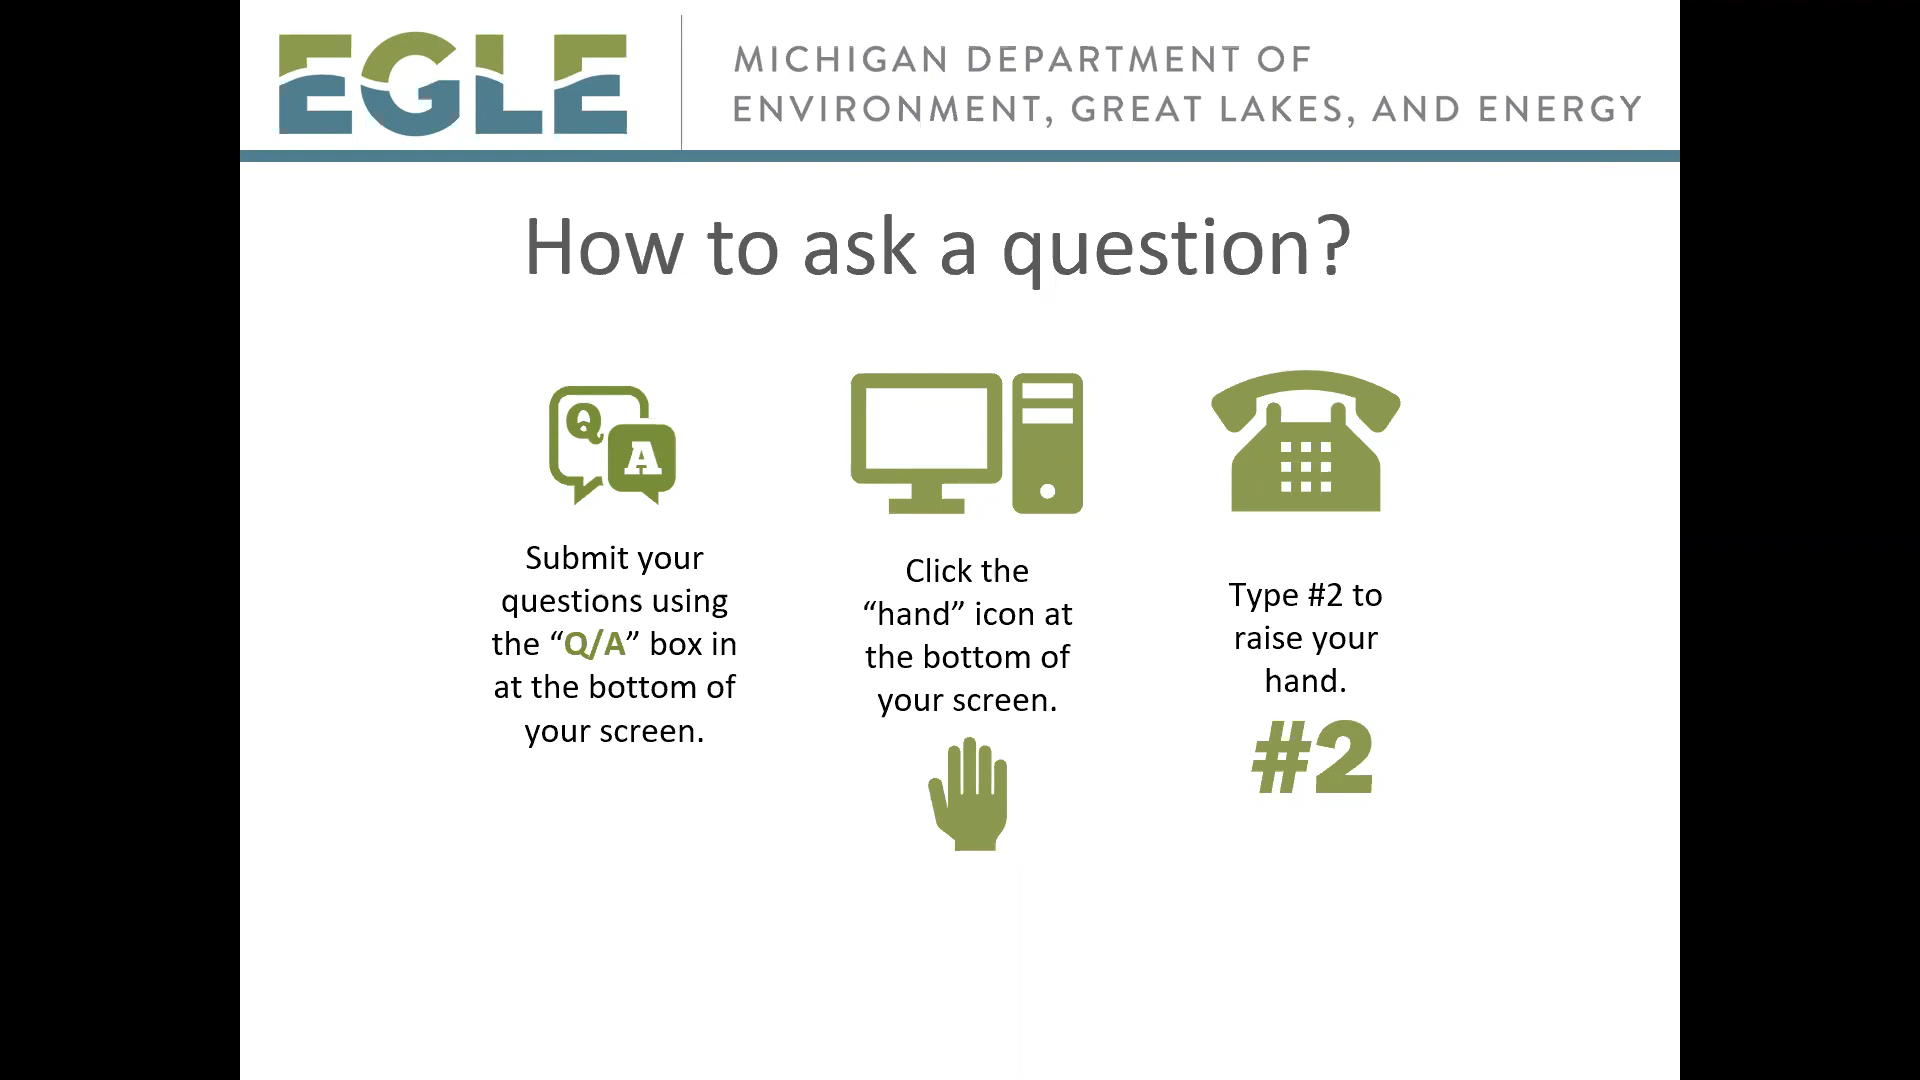 EGLE
MICHIGAN DEPARTMENT OF
ENVIRONMENT, GREAT LAKES, AND ENERGY
How to ask a question?
Q
A
Submit your
questions using
the “Q/A” box in
at the bottom of
your screen.
Click the
“hand” icon at
the bottom of
your screen.
Type #2 to
raise your
hand.
#2